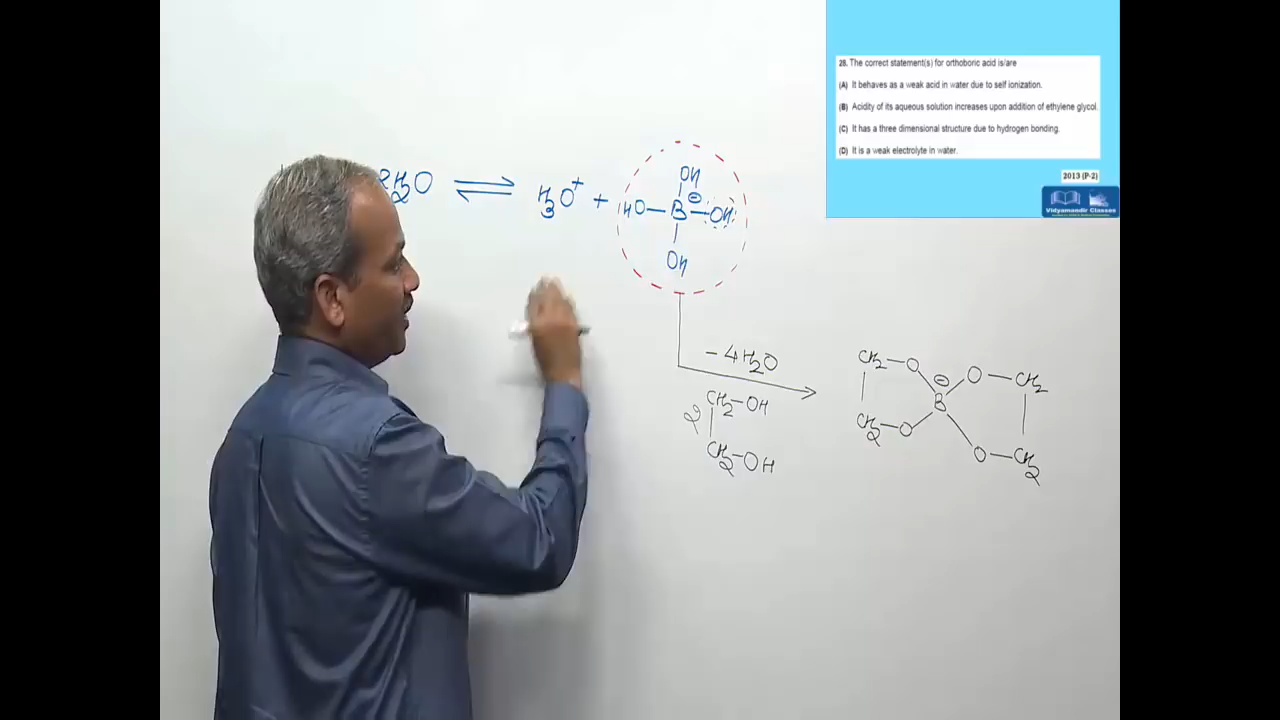 28. The correct statement(s) for orthoboric acid is/are
(A) It behaves as a weak acid in water due to self ionization.
(B) Acidity of its aqueous solution increases upon addition of ethylene glycol.
(C) It has a three dimensional structure due to hydrogen bonding.
(D) It is a weak electrolyte in water.
2013 (P-2)
Vidyamandir Classes
2H2O ⇌ H3O+ +
OH
HO—B⊖—OH
OH
- 4H2O
2 CH2-OH
CH2-OH
CH2-O O-CH2
B⊖
CH2-O O-CH2